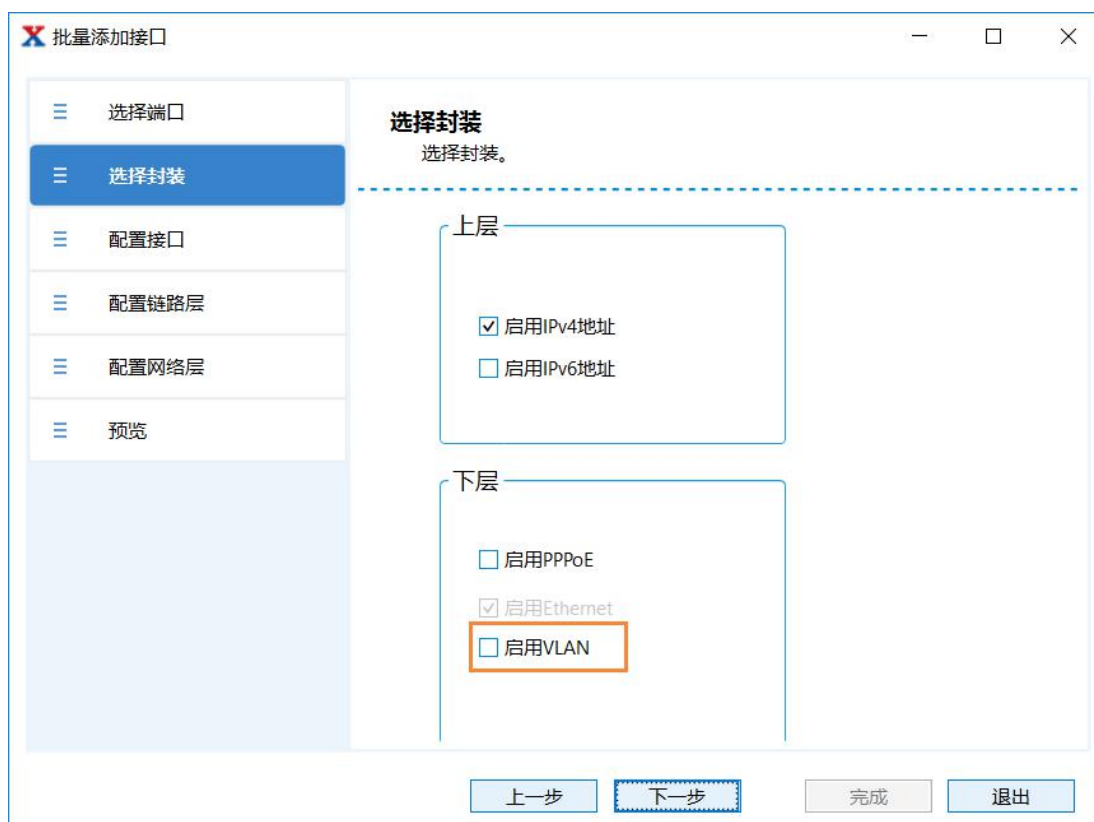 批量添加接口
选择端口
选择封装
配置接口
配置链路层
配置网络层
预览
选择封装
选择封装。
上层
启用IPv4地址
启用IPv6地址
下层
启用PPPoE
启用Ethernet
启用VLAN
上一步
下一步
完成
退出